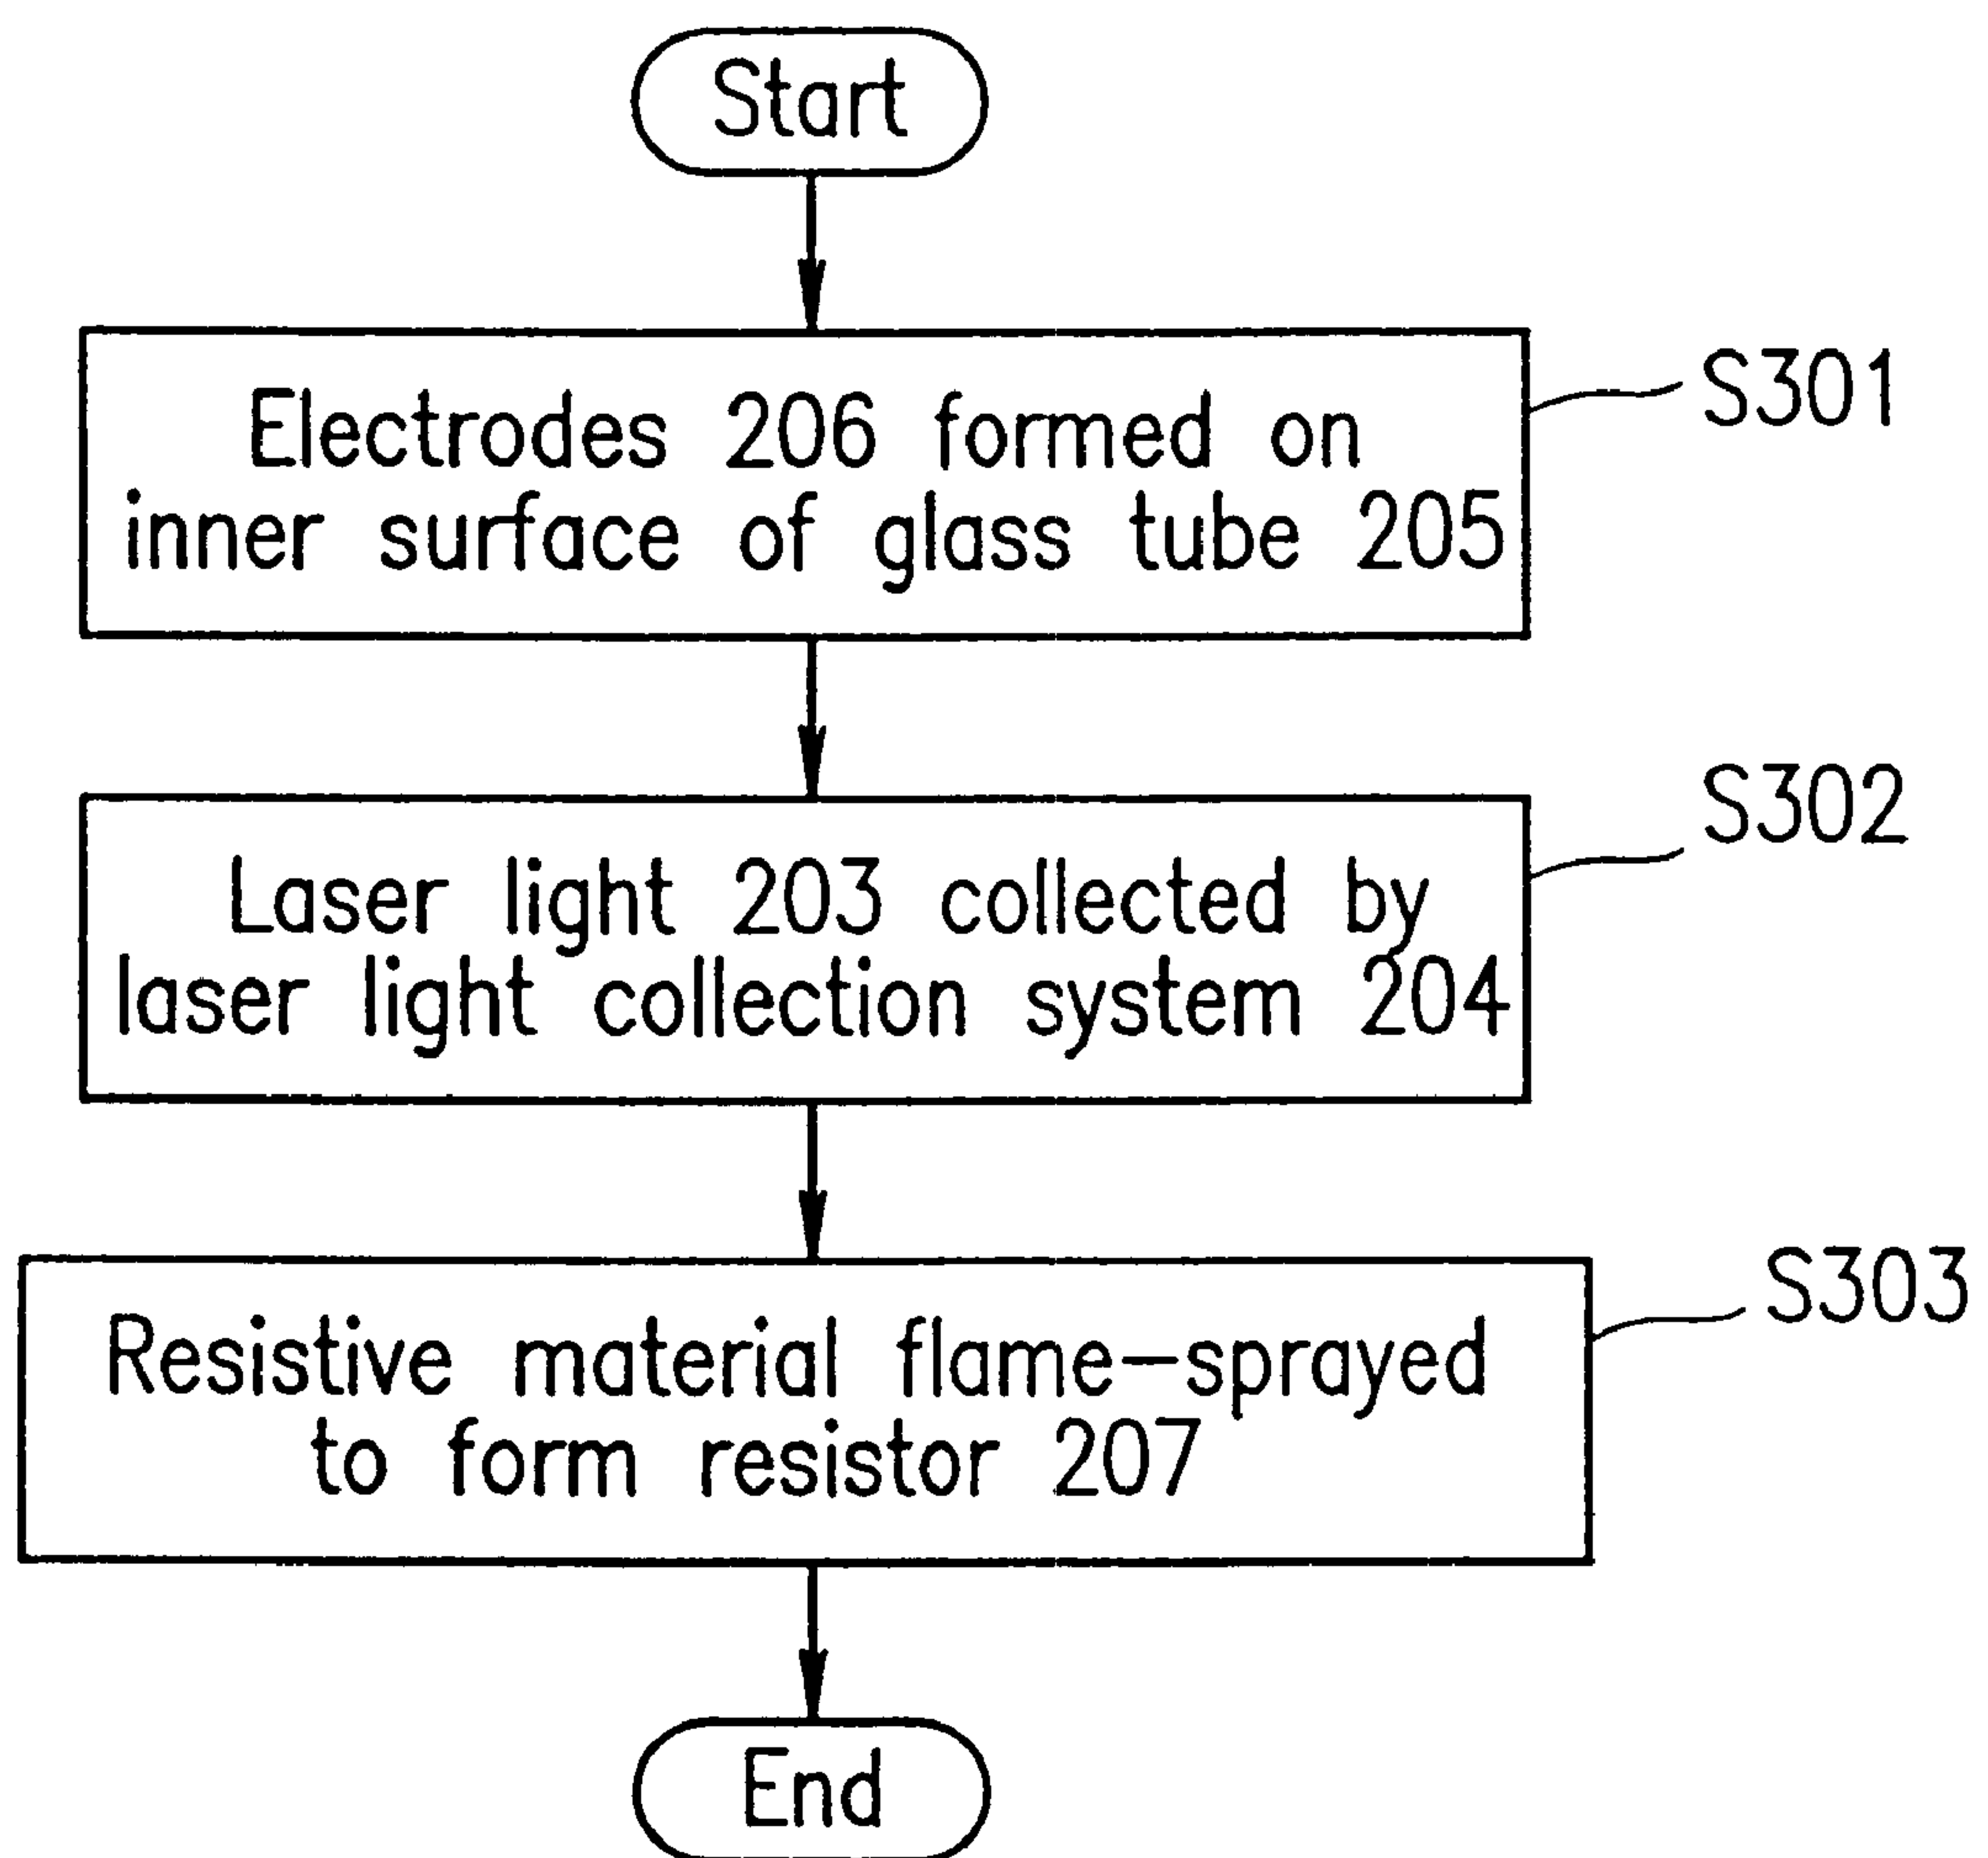 Start
Electrodes 206 formed on
inner surface of glass tube 205
S301
Laser light 203 collected by
laser light collection system 204
S302
Resistive material flame-sprayed
to form resistor 207
S303
End